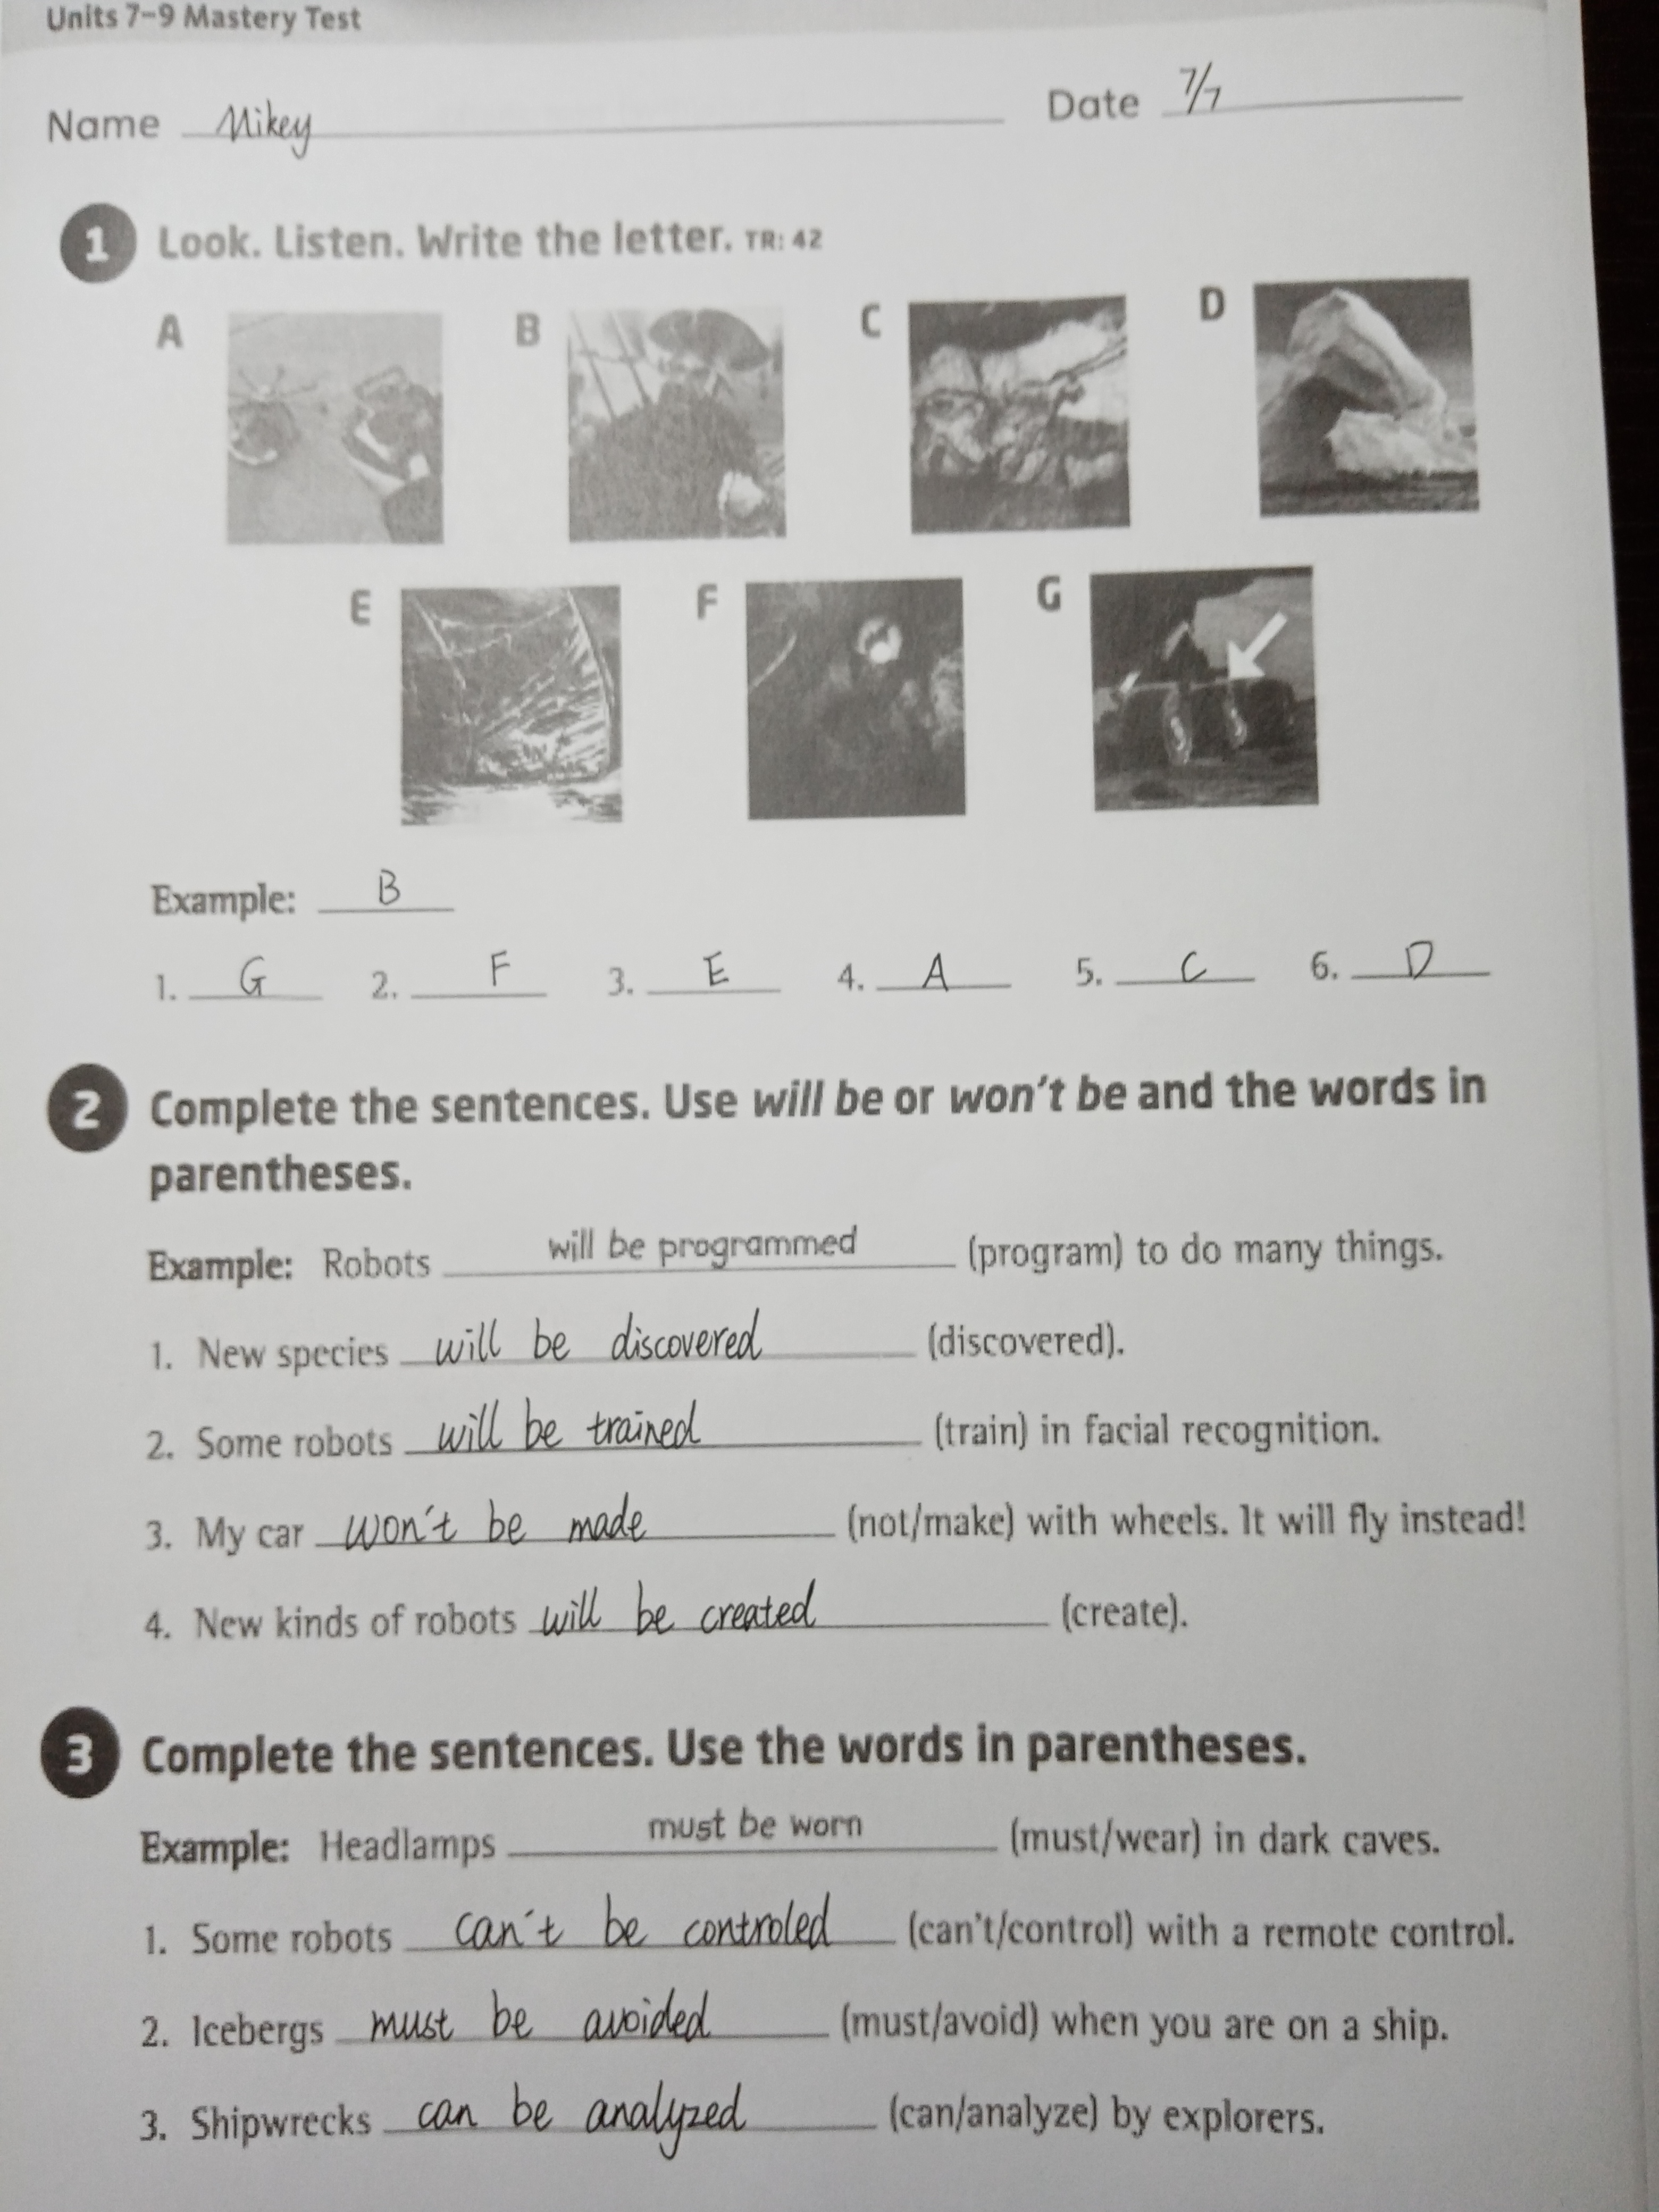 Units 7–9 Mastery Test
Name Mikey Date 7/7
1 Look. Listen. Write the letter. TR: 42
A B C D
E F G
Example: B
1. G 2. F 3. E 4. A 5. C 6. D
2 Complete the sentences. Use will be or won't be and the words in
parentheses.
Example: Robots will be programmed (program) to do many things.
1. New species will be discovered (discovered).
2. Some robots will be trained (train) in facial recognition.
3. My car won't be made (not/make) with wheels. It will fly instead!
4. New kinds of robots will be created (create).
3 Complete the sentences. Use the words in parentheses.
Example: Headlamps must be worn (must/wear) in dark caves.
1. Some robots can't be controled (can't/control) with a remote control.
2. Icebergs must be avoided (must/avoid) when you are on a ship.
3. Shipwrecks can be analyzed (can/analyze) by explorers.